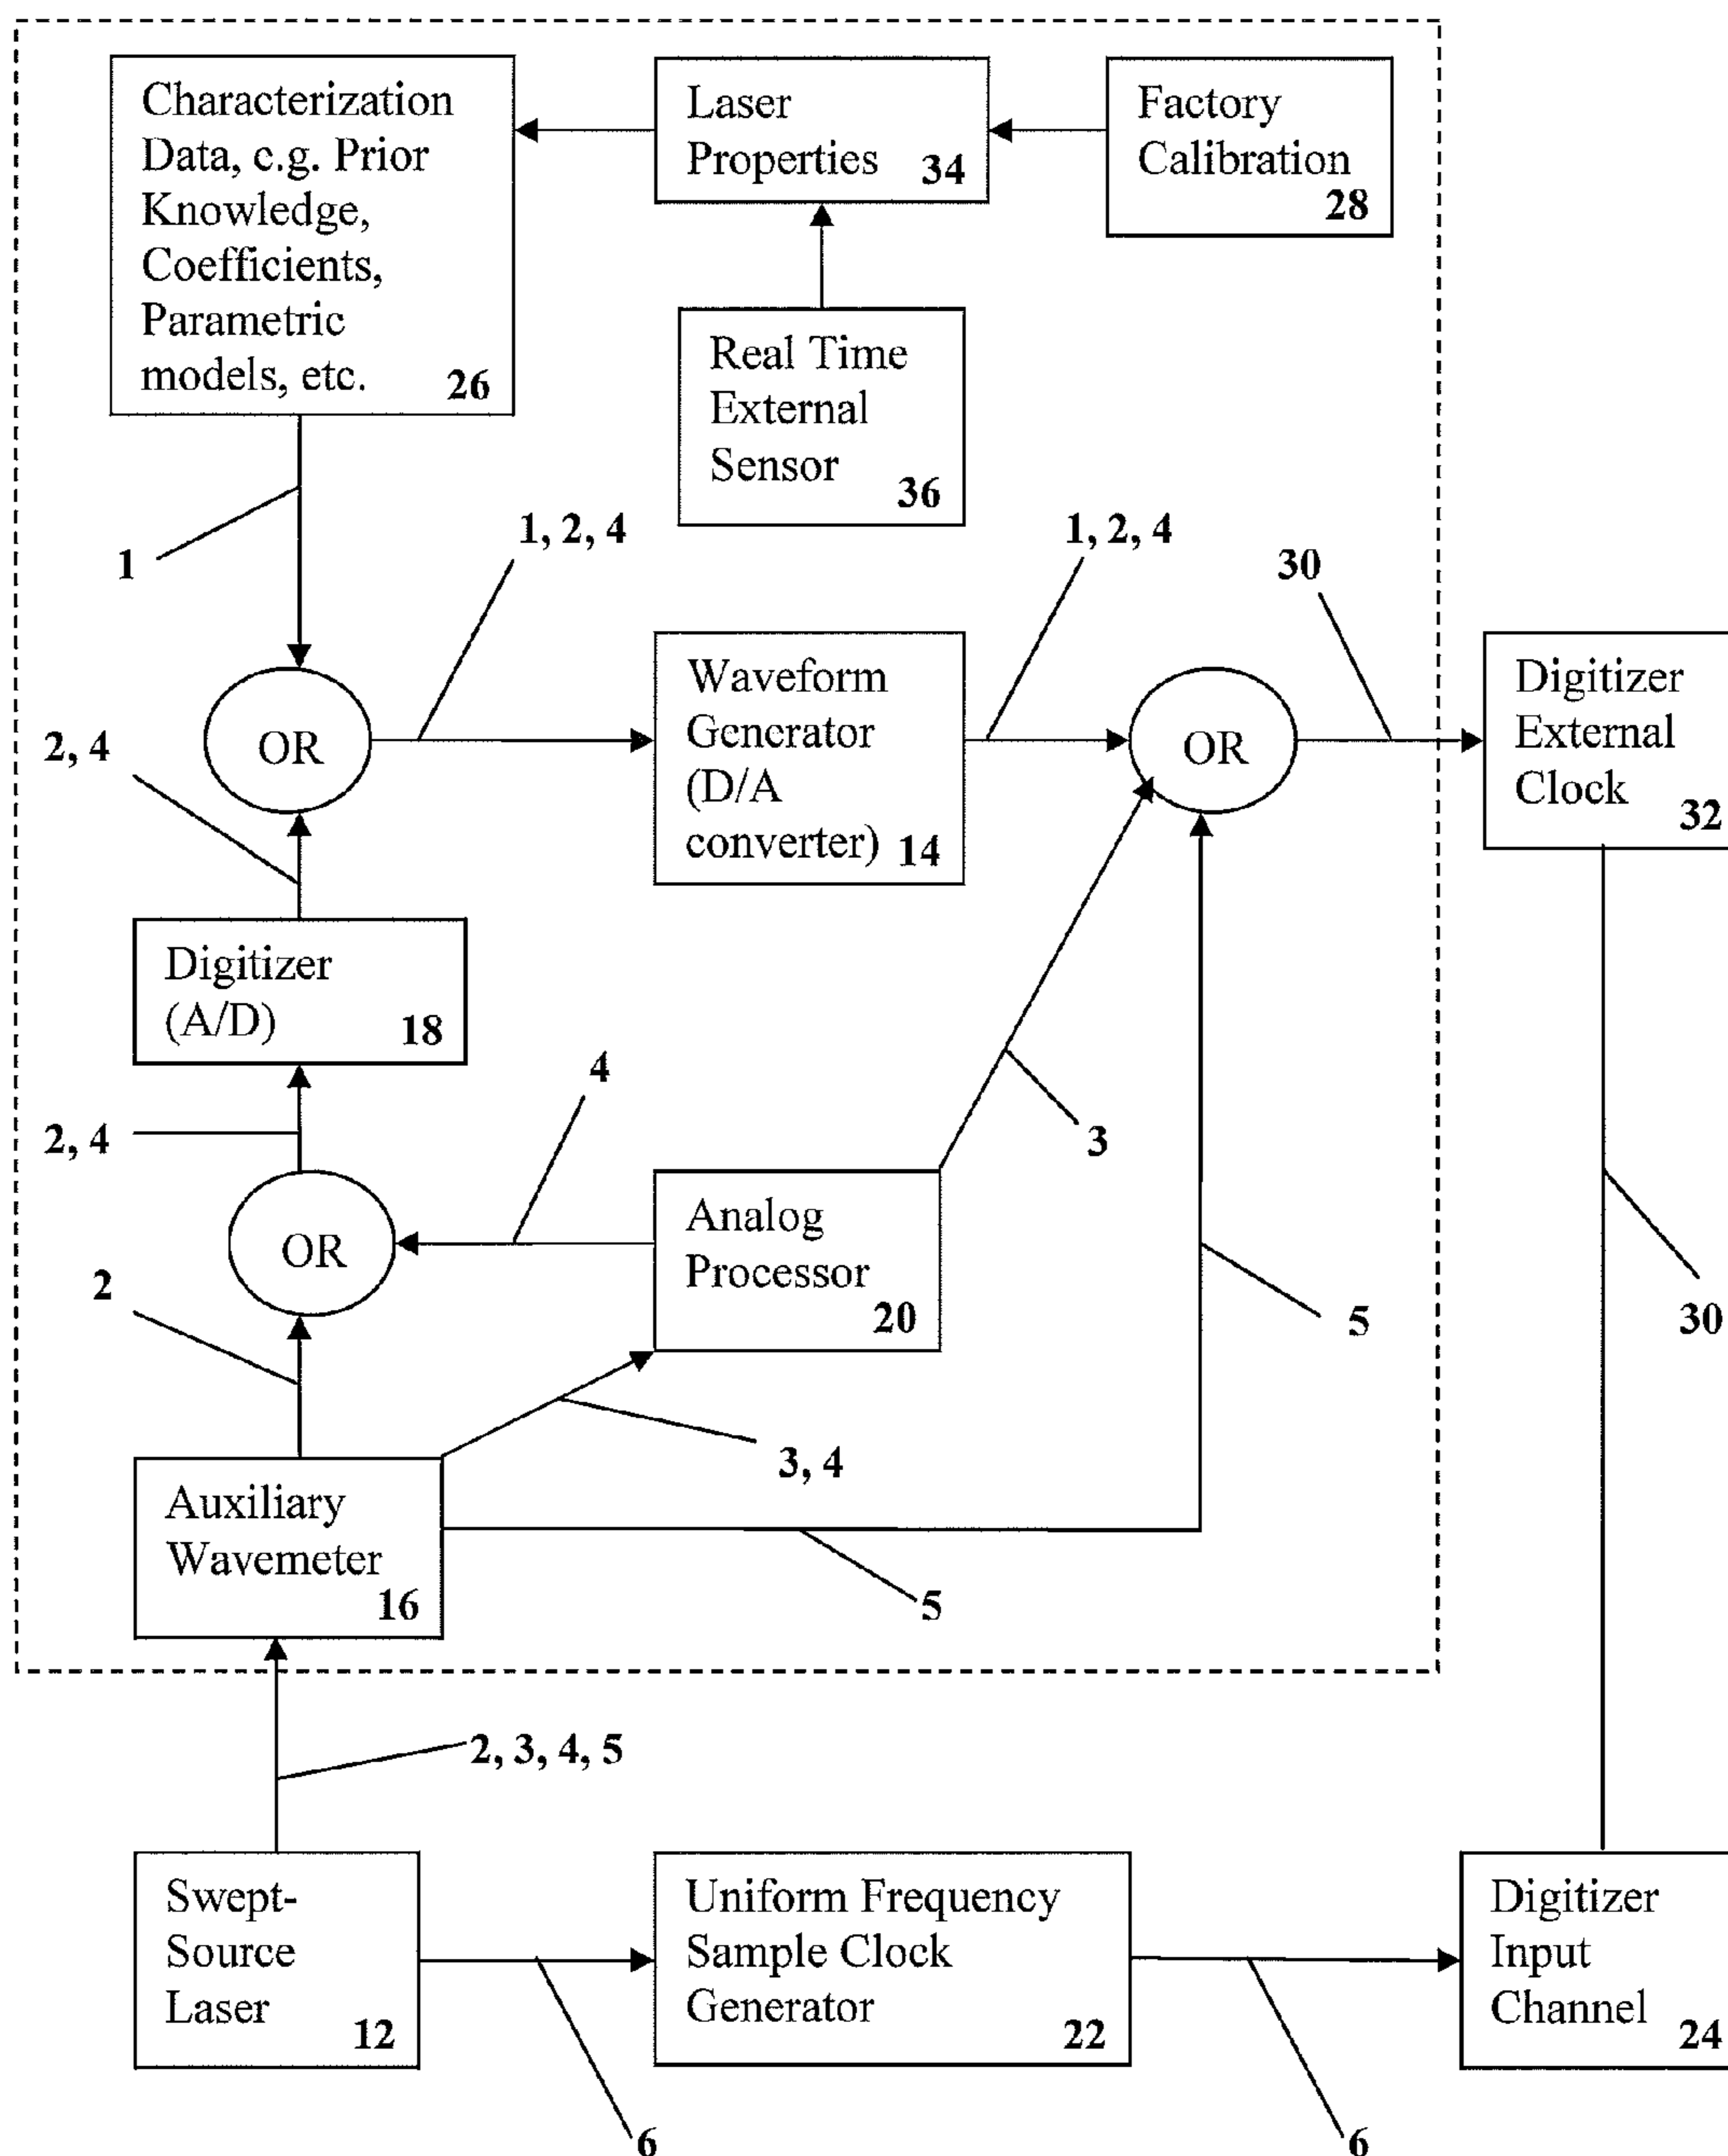 Characterization
Data, e.g. Prior
Knowledge,
Coefficients,
Parametric
models, etc.
26
Laser
Properties
34
Factory
Calibration
28
Real Time
External
Sensor
36
1
1, 2, 4
1, 2, 4
30
OR
Waveform
Generator
(D/A
converter)
14
OR
Digitizer
External
Clock
32
2, 4
Digitizer
(A/D)
18
4
3
2, 4
OR
Analog
Processor
20
2
5
30
3, 4
Auxiliary
Wavemeter
16
5
2, 3, 4, 5
Swept-
Source
Laser
12
Uniform Frequency
Sample Clock
Generator
22
Digitizer
Input
Channel
24
6
6